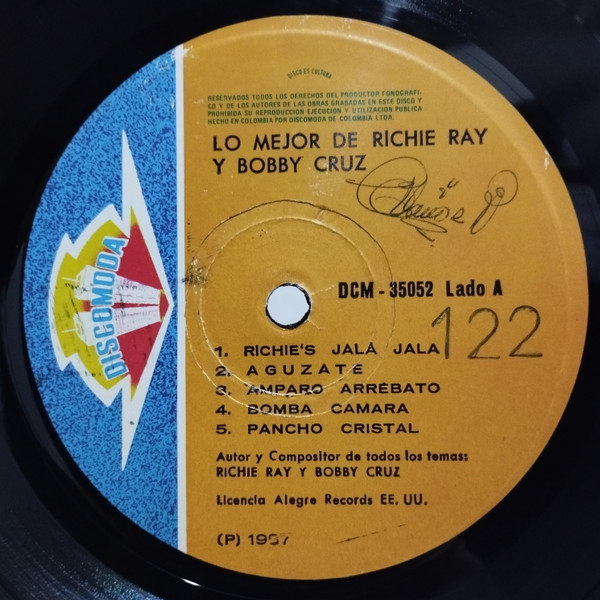 DISCO ES CULTURA
RESERVADOS TODOS LOS DERECHOS DEL PRODUCTOR FONOGRAFI-
CO Y DE LOS AUTORES DE LAS OBRAS GRABADAS EN ESTE DISCO Y
PROHIBIDA SU REPRODUCCION EJECUCION Y UTILIZACION PUBLICA
HECHO EN COLOMBIA POR DISCOMODA DE COLOMBIA LTDA.
LO MEJOR DE RICHIE RAY
Y BOBBY CRUZ
DISCOMODA
DCM - 35052 Lado A
122
1. RICHIE'S JALÁ JALA
2. AGUZATE
3. AMPARO ARRÉBATO
4. BOMBA CAMARA
5. PANCHO CRISTAL
Autor y Compositor de todos los temas:
RICHIE RAY Y BOBBY CRUZ
Licencia Alegre Records EE. UU.
(P) 1967